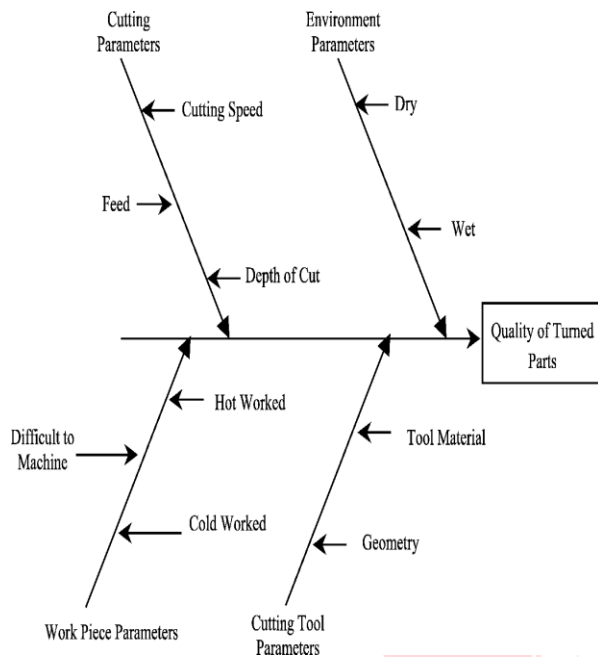 Cutting
Parameters
Environment
Parameters
Cutting Speed
Dry
Feed
Wet
Depth of Cut
Quality of Turned
Parts
Hot Worked
Difficult to
Machine
Tool Material
Cold Worked
Geometry
Work Piece Parameters
Cutting Tool
Parameters